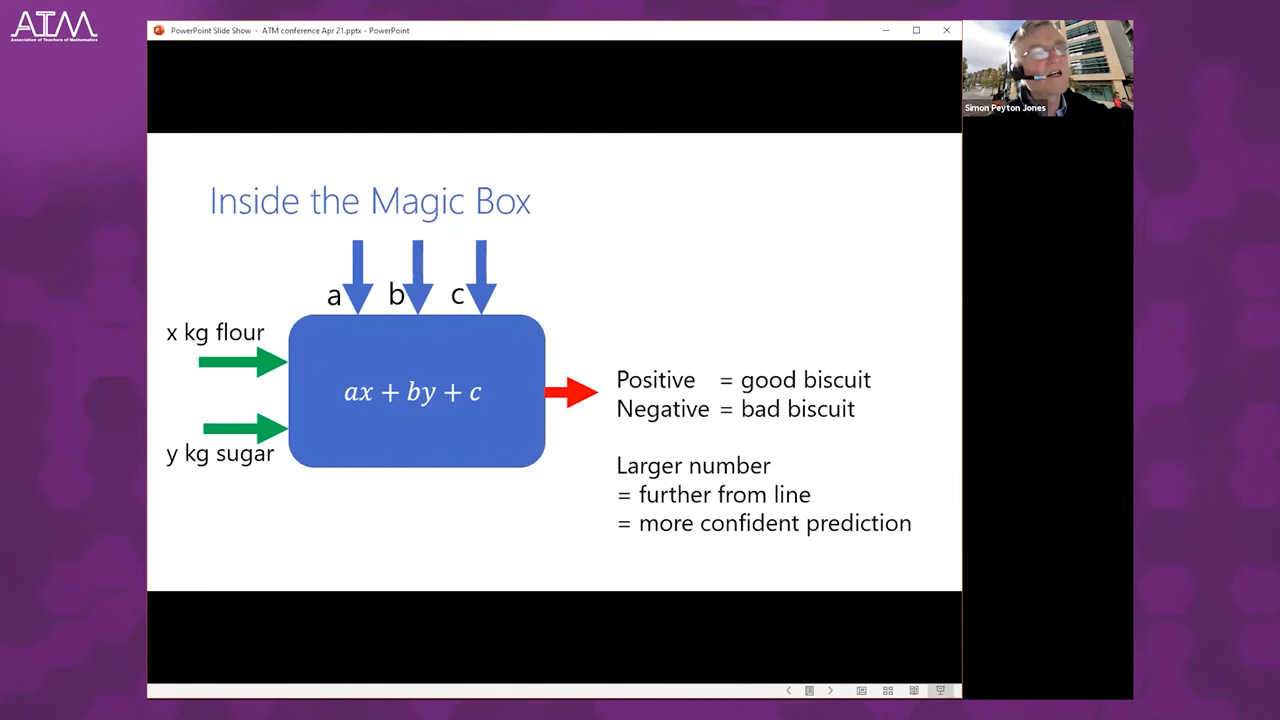 ATM
Association of Teachers of Mathematics
PowerPoint Slide Show - ATM conference Apr 21.pptx - PowerPoint
Simon Peyton Jones
Inside the Magic Box
a b c
x kg flour
ax + by + c
y kg sugar
Positive = good biscuit
Negative = bad biscuit
Larger number
= further from line
= more confident prediction